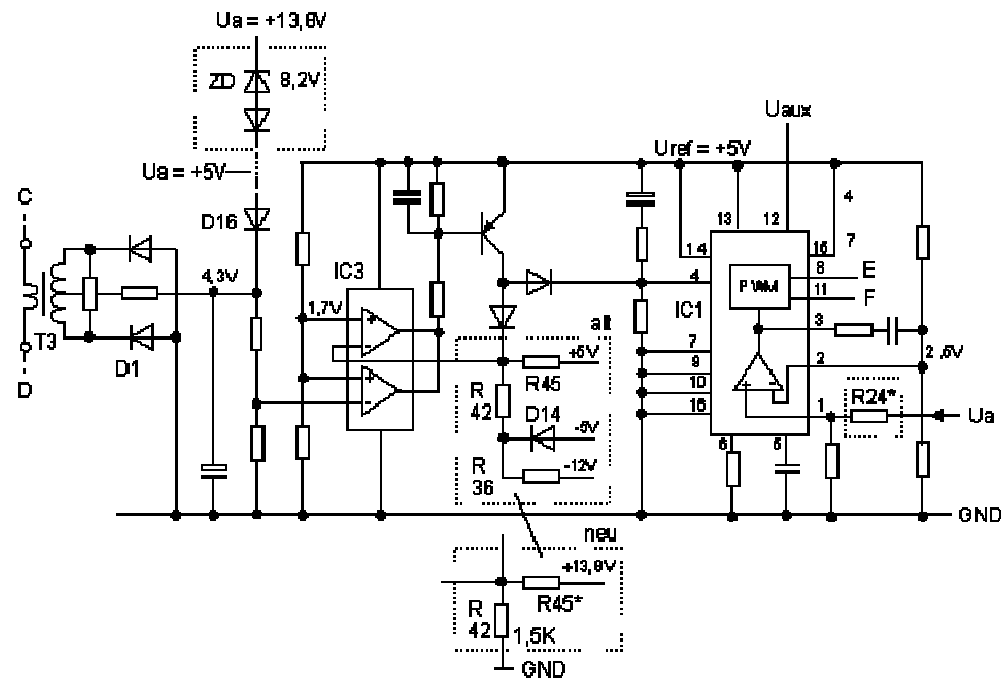 Ua = +13,8V
ZD
8,2V
Ua = +5V
Uaux
Uref = +5V
C
D16
13
12
4
14
15
7
4,3V
IC3
4
8
E
PWM
11
F
1,7V
IC1
T3
D1
alt
3
+5V
7
9
2
2,5V
D
R
42
R45
D14
10
16
R24*
1
Ua
-5V
R
36
-12V
6
5
GND
neu
+13,8V
R
42
R45*
1,5K
GND